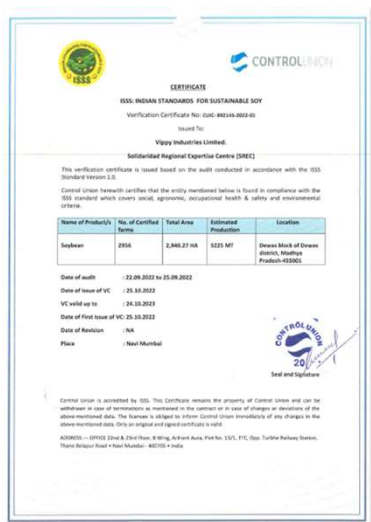 ISSS
CONTROLUNION
CERTIFICATE
ISSS: INDIAN STANDARDS FOR SUSTAINABLE SOY
Verification Certificate No: CUIC- 892145-2022-01
Issued To:
Vippy Industries Limited.
Solidaridad Regional Expertise Centre (SREC)
This verification certificate is issued based on the audit conducted in accordance with the ISSS
Standard Version 1.0.
Control Union herewith certifies that the entity mentioned below is found in compliance with the
ISSS standard which covers social, agronomic, occupational health & safety and environmental
criteria.
Name of Product/s No. of Certified farms Total Area Estimated Production Location
Soybean 2956 2,940.27 HA 5225 MT Dewas block of Dewas district, Madhya Pradesh-455001
Date of audit : 22.09.2022 to 25.09.2022
Date of Issue of VC : 25.10.2022
VC valid up to : 24.10.2023
Date of First Issue of VC: 25.10.2022
Date of Revision : NA
Place : Navi Mumbai
CONTROL UNION
20
Seal and Signature
Control Union is accredited by ISSS. This Certificate remains the property of Control Union and can be
withdrawn in case of terminations as mentioned in the contract or in case of changes or deviations of the
above-mentioned data. The licensee is obliged to inform Control Union immediately of any changes in the
above-mentioned data. Only an original and signed certificate is valid.
ADDRESS :-- OFFICE 22nd & 23rd Floor, B Wing, Arihant Aura, Plot No. 13/1, TTC, Opp. Turbhe Railway Station,
Thane Belapur Road • Navi Mumbai - 400705 • India